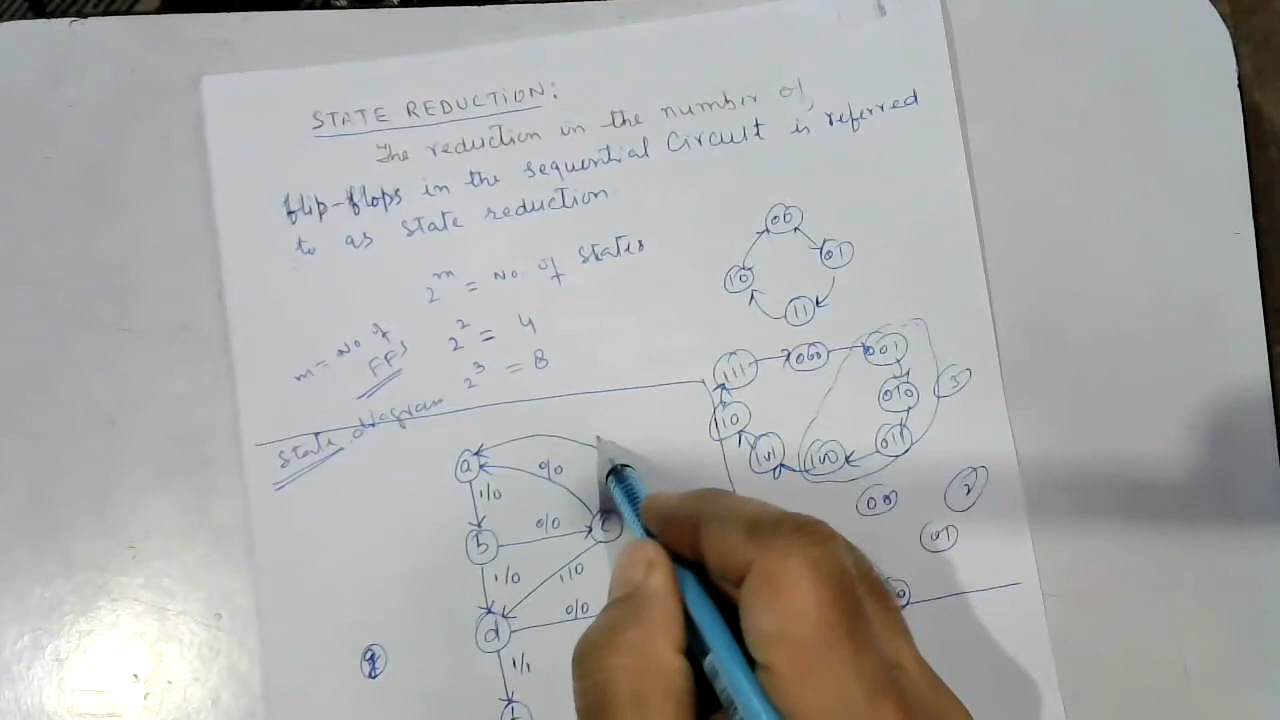 STATE REDUCTION:
The reduction in the number of
flip-flops in the sequential circuit is referred
to as state reduction
2^m = No of states
m = No of FFs
2^2 = 4
2^3 = 8
00
01
11
10
111
000
001
010
011
100
101
110
3
State diagram
a
0/0
1/0
b
0/0
c
1/0
1/0
d
0/0
1/1
f
g
00
2
01